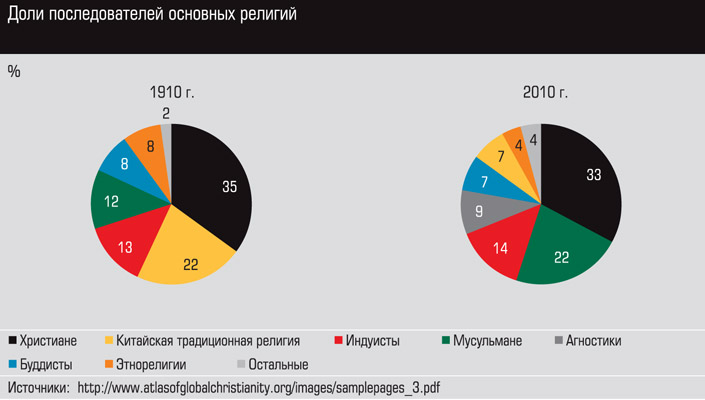 Доли последователей основных религий
%
1910 г.
2010 г.
2
8
8
12
13
22
35
4
4
7
7
9
14
22
33
Христиане Китайская традиционная религия Индуисты Мусульмане Агностики
Буддисты Этнорелигии Остальные
Источники: http://www.atlasofglobalchristianity.org/images/samplepages_3.pdf